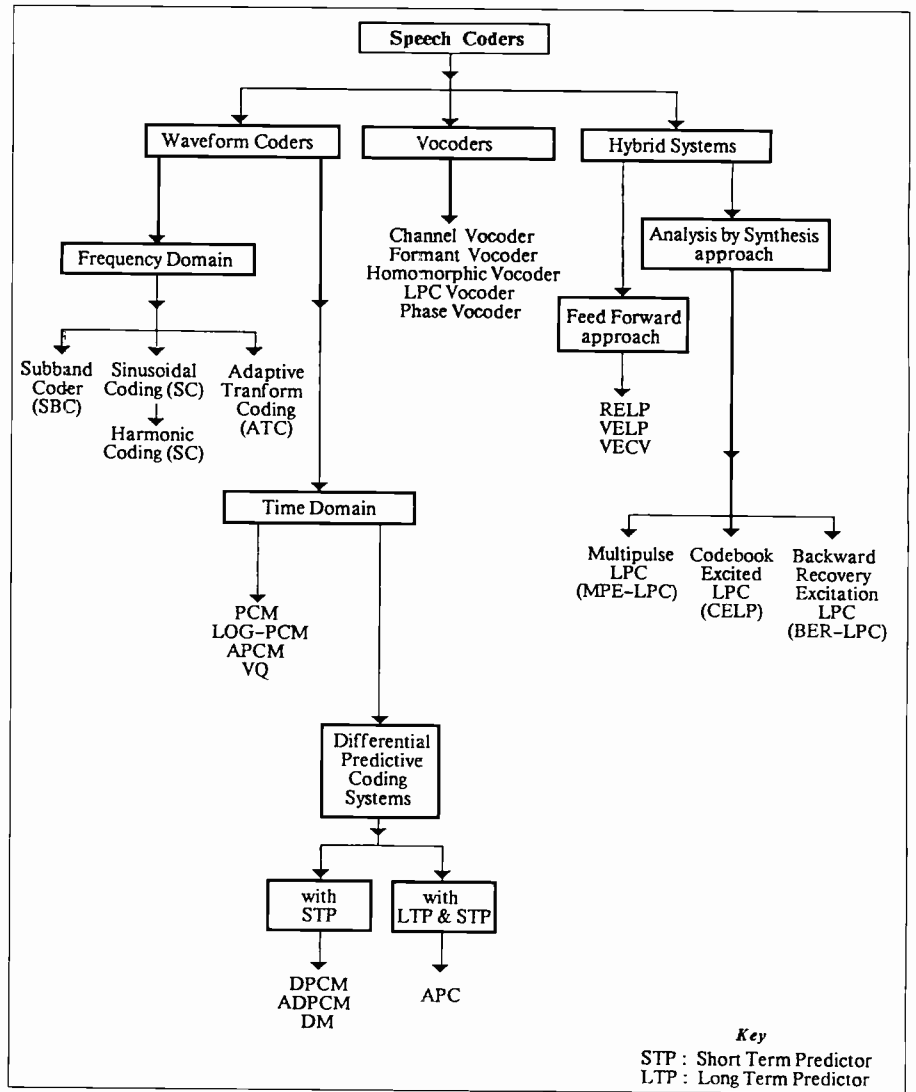 Speech Coders
Waveform Coders
Vocoders
Hybrid Systems
Frequency Domain
Channel Vocoder
Formant Vocoder
Homomorphic Vocoder
LPC Vocoder
Phase Vocoder
Analysis by Synthesis
approach
Feed Forward
approach
Subband
Coder
(SBC)
Sinusoidal
Coding (SC)
Harmonic
Coding (SC)
Adaptive
Tranform
Coding
(ATC)
RELP
VELP
VECV
Time Domain
Multipulse
LPC
(MPE-LPC)
Codebook
Excited
LPC
(CELP)
Backward
Recovery
Excitation
LPC
(BER-LPC)
PCM
LOG-PCM
APCM
VQ
Differential
Predictive
Coding
Systems
with
STP
with
LTP & STP
DPCM
ADPCM
DM
APC
Key
STP : Short Term Predictor
LTP : Long Term Predictor